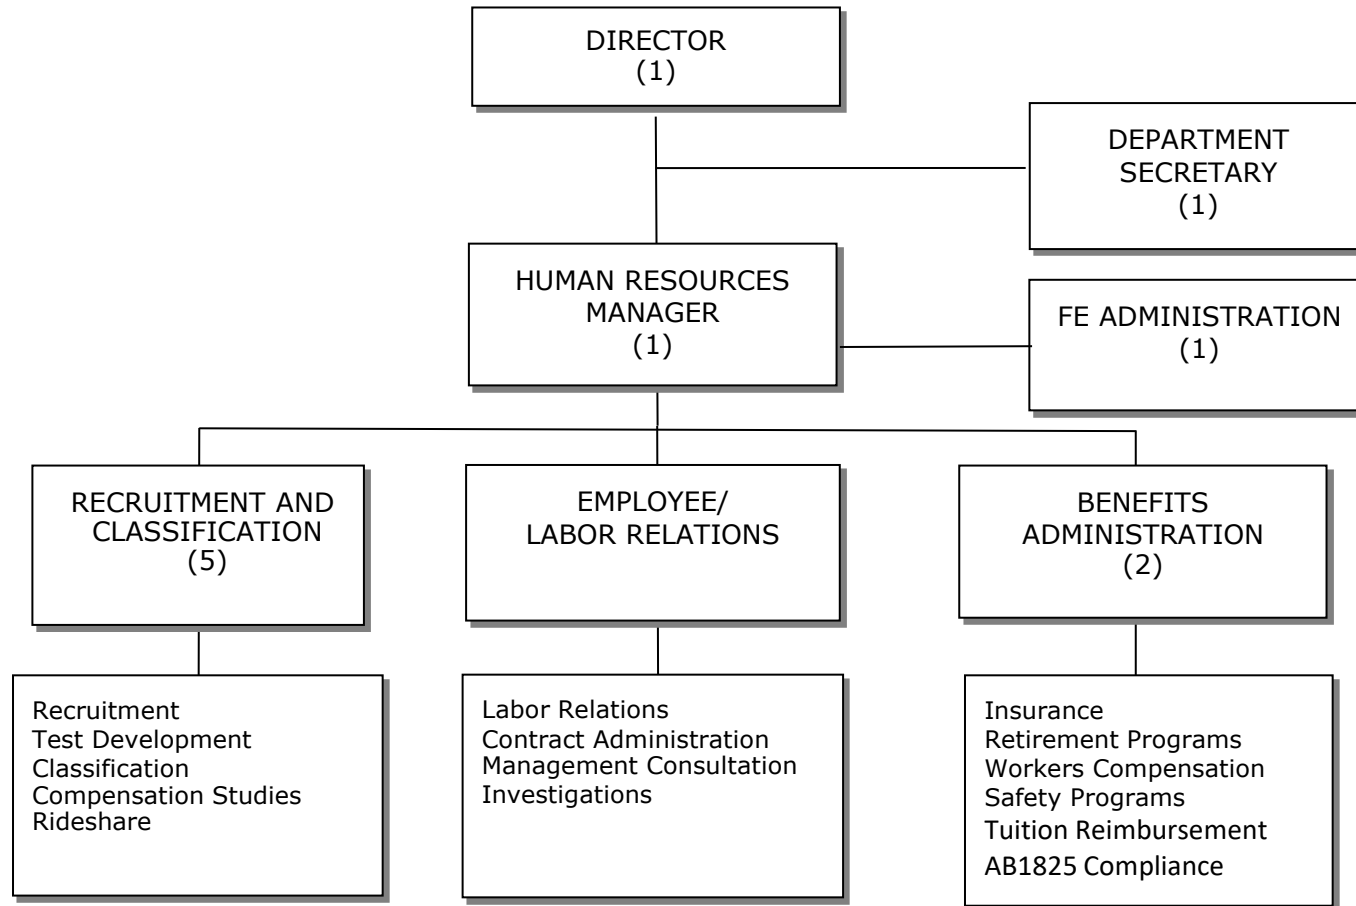 DIRECTOR
(1)
DEPARTMENT
SECRETARY
(1)
HUMAN RESOURCES
MANAGER
(1)
FE ADMINISTRATION
(1)
RECRUITMENT AND
CLASSIFICATION
(5)
EMPLOYEE/
LABOR RELATIONS
BENEFITS
ADMINISTRATION
(2)
Recruitment
Test Development
Classification
Compensation Studies
Rideshare
Labor Relations
Contract Administration
Management Consultation
Investigations
Insurance
Retirement Programs
Workers Compensation
Safety Programs
Tuition Reimbursement
AB1825 Compliance